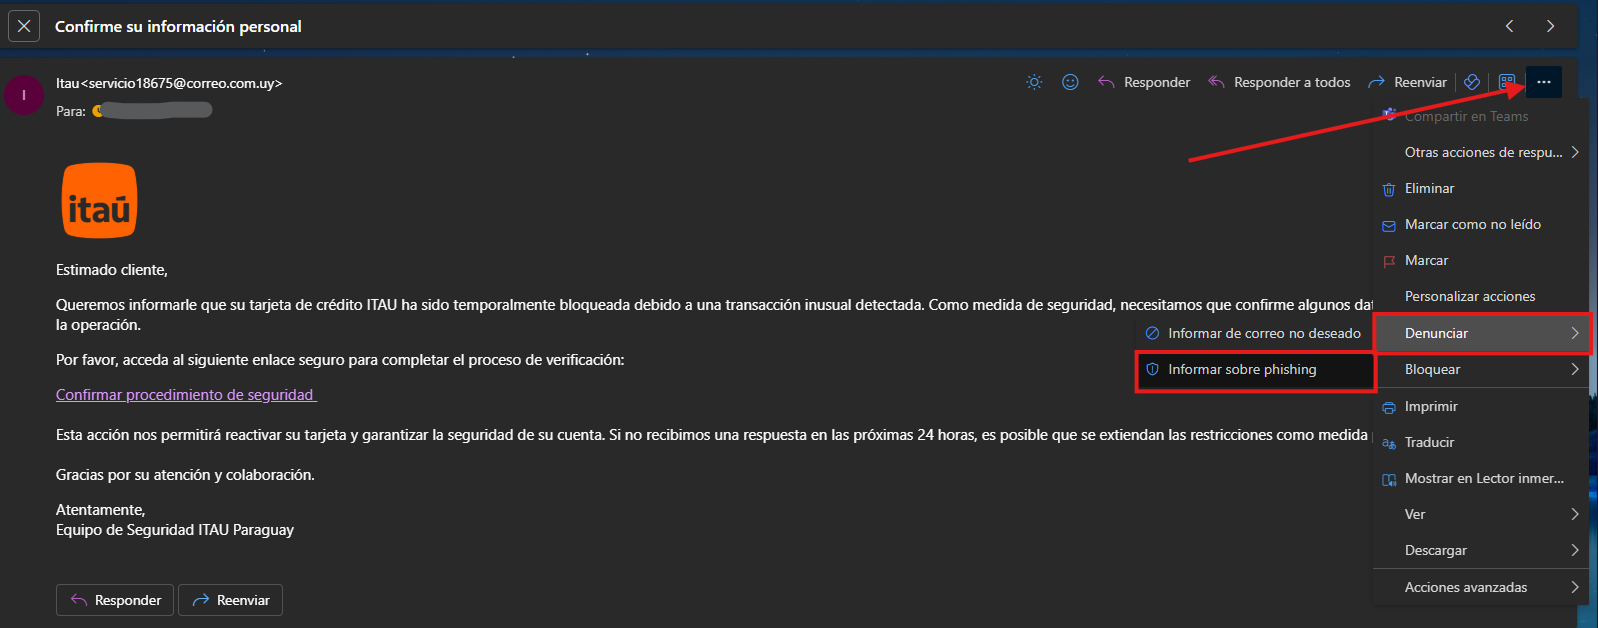 Confirme su información personal
I
Itau<servicio18675@correo.com.uy>
Para:
Responder
Responder a todos
Reenviar
itaú
Estimado cliente,
Queremos informarle que su tarjeta de crédito ITAU ha sido temporalmente bloqueada debido a una transacción inusual detectada. Como medida de seguridad, necesitamos que confirme algunos
la operación.
Por favor, acceda al siguiente enlace seguro para completar el proceso de verificación:
Confirmar procedimiento de seguridad
Esta acción nos permitirá reactivar su tarjeta y garantizar la seguridad de su cuenta. Si no recibimos una respuesta en las próximas 24 horas, es posible que se extiendan las restricciones como medida
Gracias por su atención y colaboración.
Atentamente,
Equipo de Seguridad ITAU Paraguay
Responder
Reenviar
Compartir en Teams
Otras acciones de respu...
Eliminar
Marcar como no leído
Marcar
Personalizar acciones
Denunciar
Informar de correo no deseado
Informar sobre phishing
Bloquear
Imprimir
Traducir
Mostrar en Lector inmer...
Ver
Descargar
Acciones avanzadas